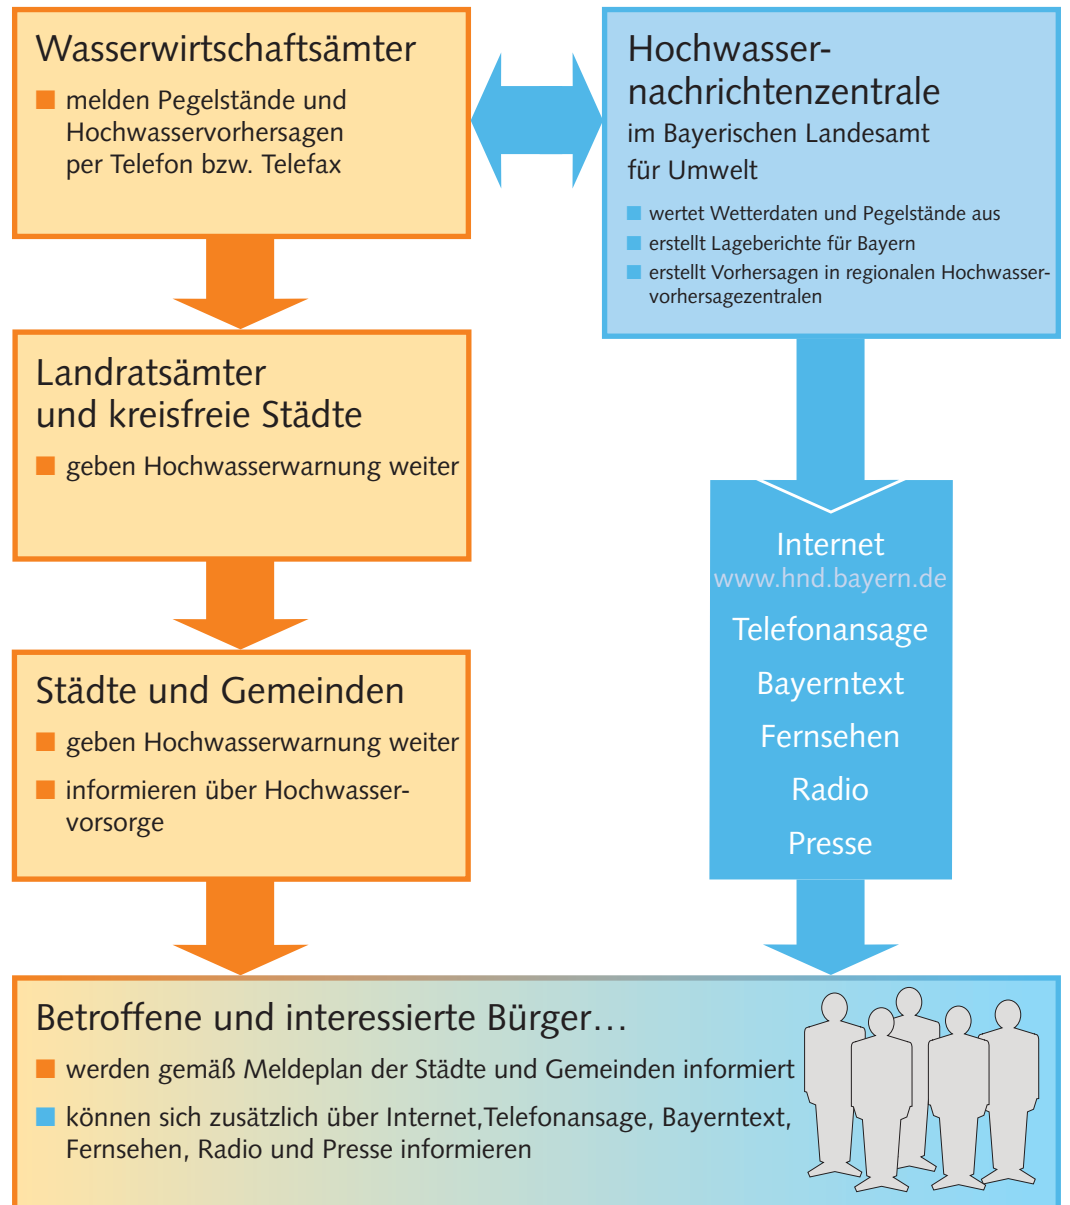 Wasserwirtschaftsämter
melden Pegelstände und
Hochwasservorhersagen
per Telefon bzw. Telefax
Hochwasser-
nachrichtenzentrale
im Bayerischen Landesamt
für Umwelt
wertet Wetterdaten und Pegelstände aus
erstellt Lageberichte für Bayern
erstellt Vorhersagen in regionalen Hochwasser-
vorhersagezentralen
Landratsämter
und kreisfreie Städte
geben Hochwasserwarnung weiter
Internet
www.hnd.bayern.de
Telefonansage
Bayerntext
Fernsehen
Radio
Presse
Städte und Gemeinden
geben Hochwasserwarnung weiter
informieren über Hochwasser-
vorsorge
Betroffene und interessierte Bürger…
werden gemäß Meldeplan der Städte und Gemeinden informiert
können sich zusätzlich über Internet,Telefonansage, Bayerntext,
Fernsehen, Radio und Presse informieren